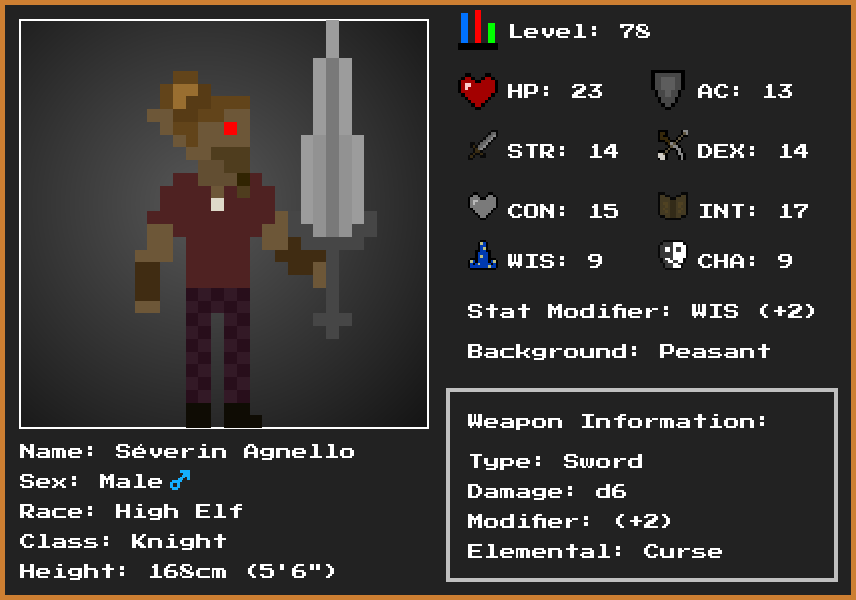 Level: 78
HP: 23
AC: 13
STR: 14
DEX: 14
CON: 15
INT: 17
WIS: 9
CHA: 9
Stat Modifier: WIS (+2)
Background: Peasant
Weapon Information:
Type: Sword
Damage: d6
Modifier: (+2)
Elemental: Curse
Name: Séverin Agnello
Sex: Male♂
Race: High Elf
Class: Knight
Height: 168cm (5'6")